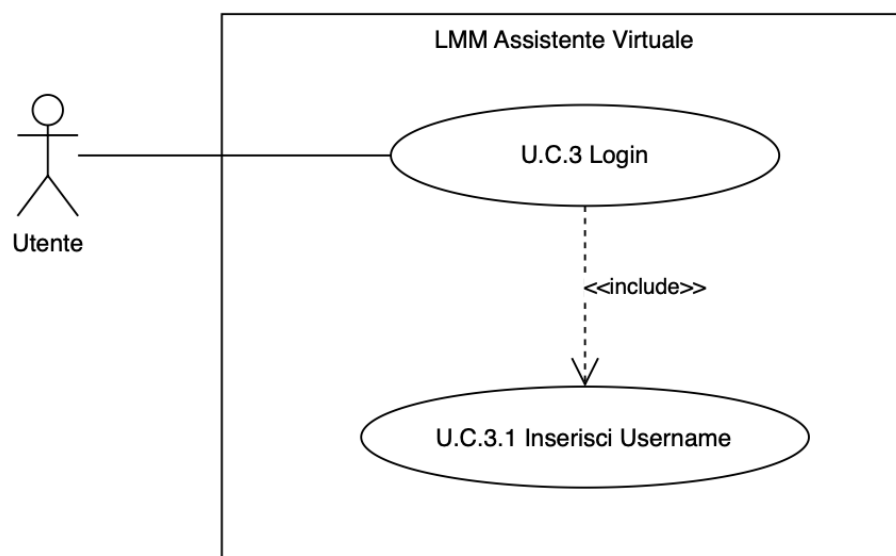 LMM Assistente Virtuale
U.C.3 Login
Utente
<<include>>
U.C.3.1 Inserisci Username